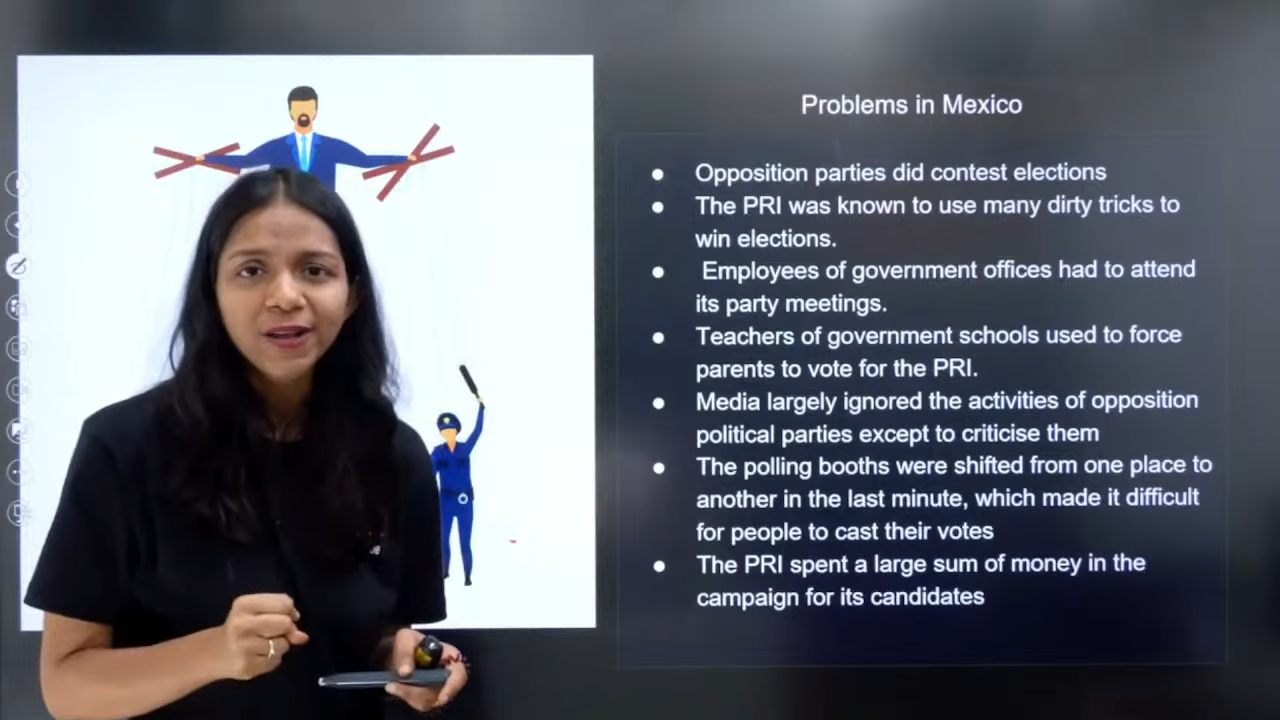 Problems in Mexico
● Opposition parties did contest elections
● The PRI was known to use many dirty tricks to
win elections.
● Employees of government offices had to attend
its party meetings.
● Teachers of government schools used to force
parents to vote for the PRI.
● Media largely ignored the activities of opposition
political parties except to criticise them
● The polling booths were shifted from one place to
another in the last minute, which made it difficult
for people to cast their votes
● The PRI spent a large sum of money in the
campaign for its candidates